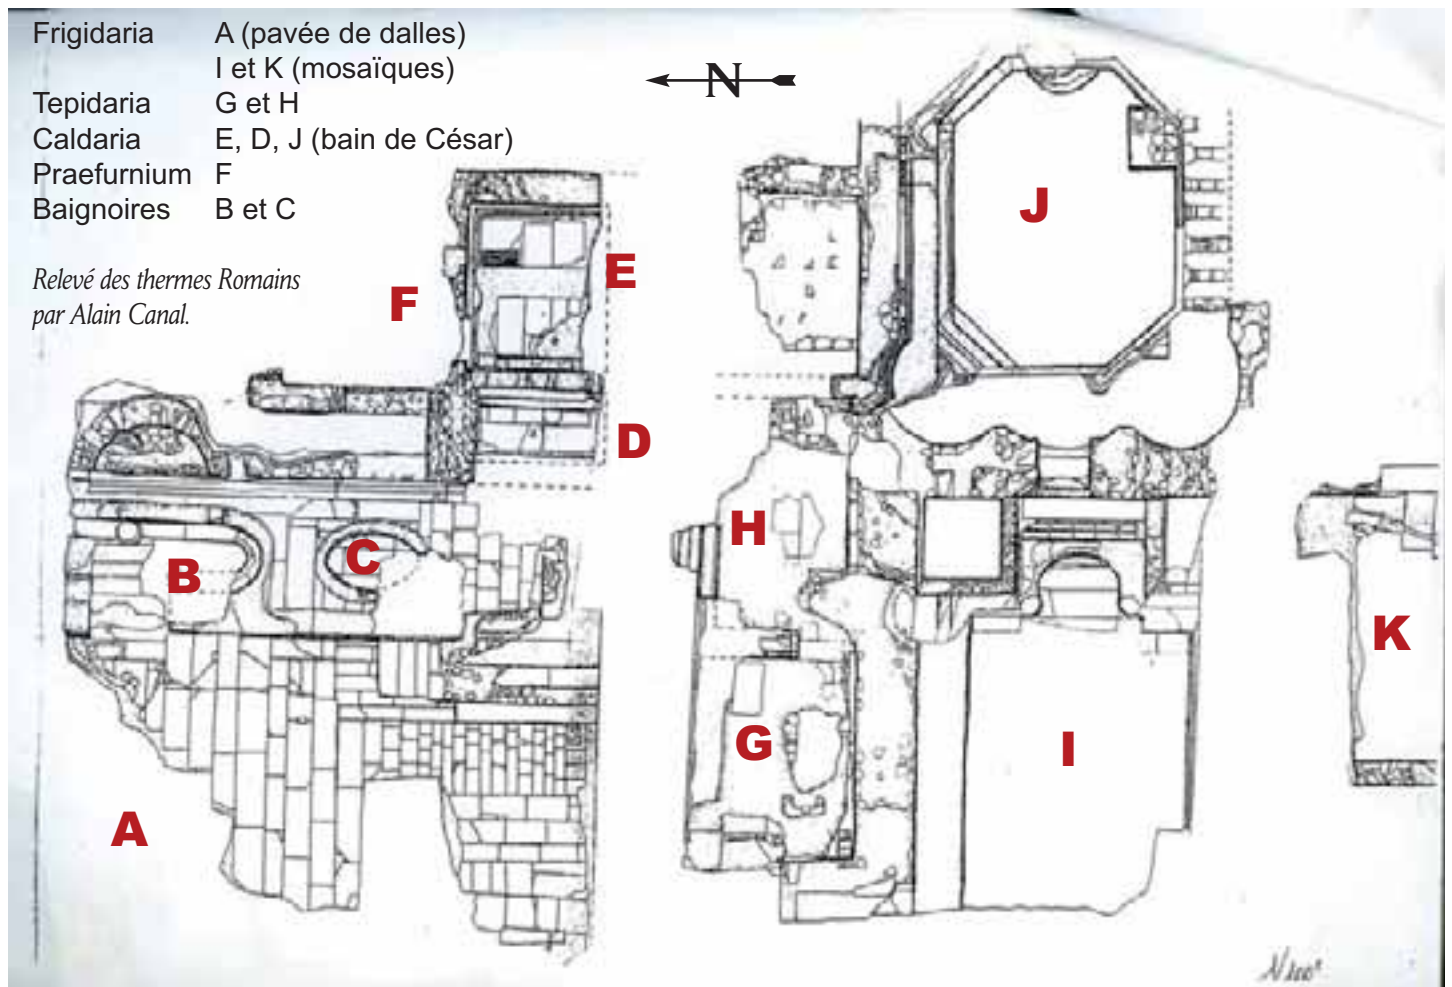 Frigidaria A (pavée de dalles)
I et K (mosaïques)
Tepidaria G et H
Caldaria E, D, J (bain de César)
Praefurnium F
Baignoires B et C
Relevé des thermes Romains
par Alain Canal.
N
J
E
F
D
H
C
B
K
G
I
A